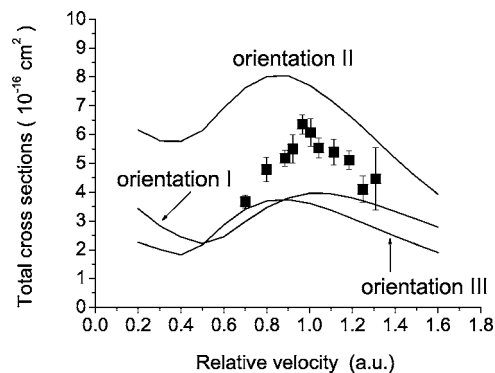 Total cross sections ( 10⁻¹⁶ cm² )
10
9
8
7
6
5
4
3
2
1
0
orientation II
orientation I
orientation III
0.0 0.2 0.4 0.6 0.8 1.0 1.2 1.4 1.6 1.8
Relative velocity (a.u.)